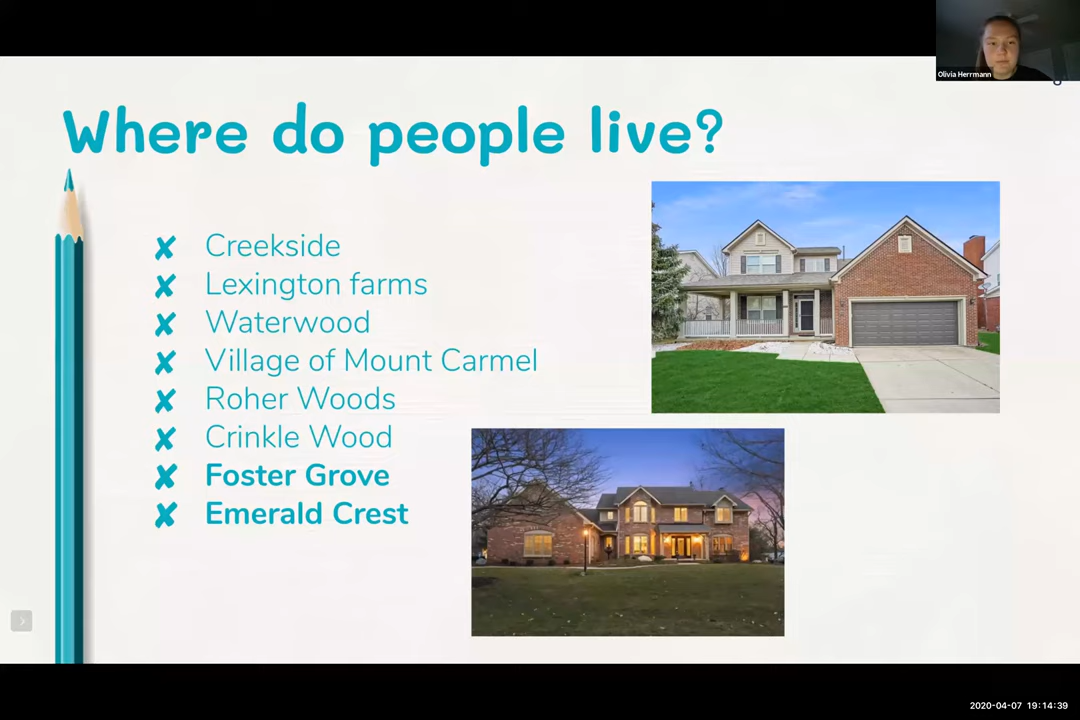 Olivia Herrmann
Where do people live?
✘ Creekside
✘ Lexington farms
✘ Waterwood
✘ Village of Mount Carmel
✘ Roher Woods
✘ Crinkle Wood
✘ Foster Grove
✘ Emerald Crest
2020-04-07 19:14:39